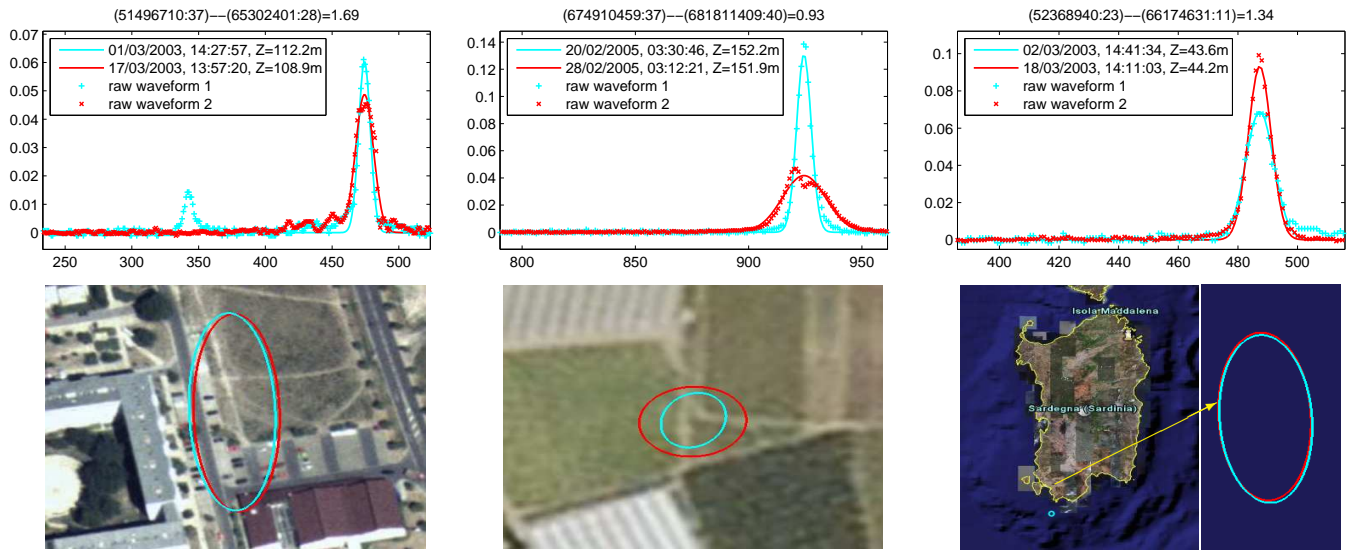 (51496710:37)−−(65302401:28)=1.69
0.07
0.06
0.05
0.04
0.03
0.02
0.01
0
01/03/2003, 14:27:57, Z=112.2m
17/03/2003, 13:57:20, Z=108.9m
raw waveform 1
raw waveform 2
250 300 350 400 450 500
(674910459:37)−−(681811409:40)=0.93
0.14
0.12
0.1
0.08
0.06
0.04
0.02
0
20/02/2005, 03:30:46, Z=152.2m
28/02/2005, 03:12:21, Z=151.9m
raw waveform 1
raw waveform 2
800 850 900 950
(52368940:23)−−(66174631:11)=1.34
0.1
0.08
0.06
0.04
0.02
0
02/03/2003, 14:41:34, Z=43.6m
18/03/2003, 14:11:03, Z=44.2m
raw waveform 1
raw waveform 2
400 420 440 460 480 500
Isola Maddalena
Sardegna (Sardinia)